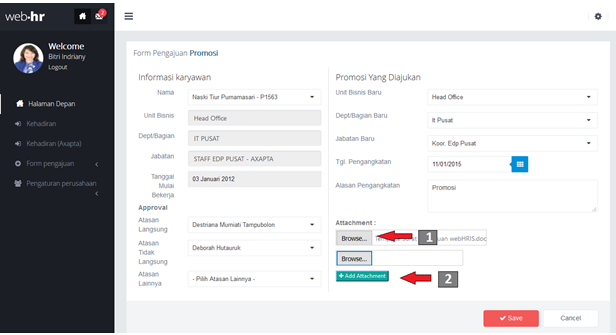 web·hr
2
Welcome
Bitri Indriany
Logout
Halaman Depan
Kehadiran
Kehadiran (Axapta)
Form pengajuan
Pengaturan perusahaan
Form Pengajuan Promosi
Informasi karyawan
Nama
Naski Tiur Purnamasari - P1563
Unit Bisnis
Head Office
Dept/Bagian
IT PUSAT
Jabatan
STAFF EDP PUSAT - AXAPTA
Tanggal
Mulai
Bekerja
03 Januari 2012
Approval
Atasan
Langsung
Destriana Murniati Tampubolon
Atasan
Tidak
Langsung
Deborah Hutauruk
Atasan
Lainnya
- Pilih Atasan Lainnya -
Promosi Yang Diajukan
Unit Bisnis Baru
Head Office
Dept/Bagian Baru
It Pusat
Jabatan Baru
Koor. Edp Pusat
Tgl. Pengangkatan
11/01/2015
Alasan Pengangkatan
Promosi
Attachment :
Browse... webHRIS.doc
1
Browse...
+ Add Attachment
2
Save
Cancel